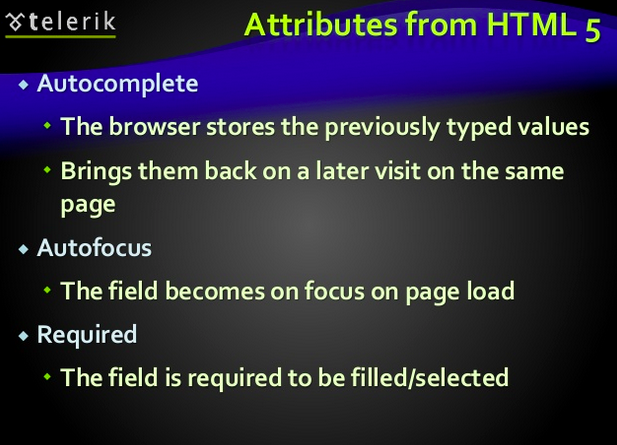 telerik
Attributes from HTML 5
Autocomplete
The browser stores the previously typed values
Brings them back on a later visit on the same
page
Autofocus
The field becomes on focus on page load
Required
The field is required to be filled/selected